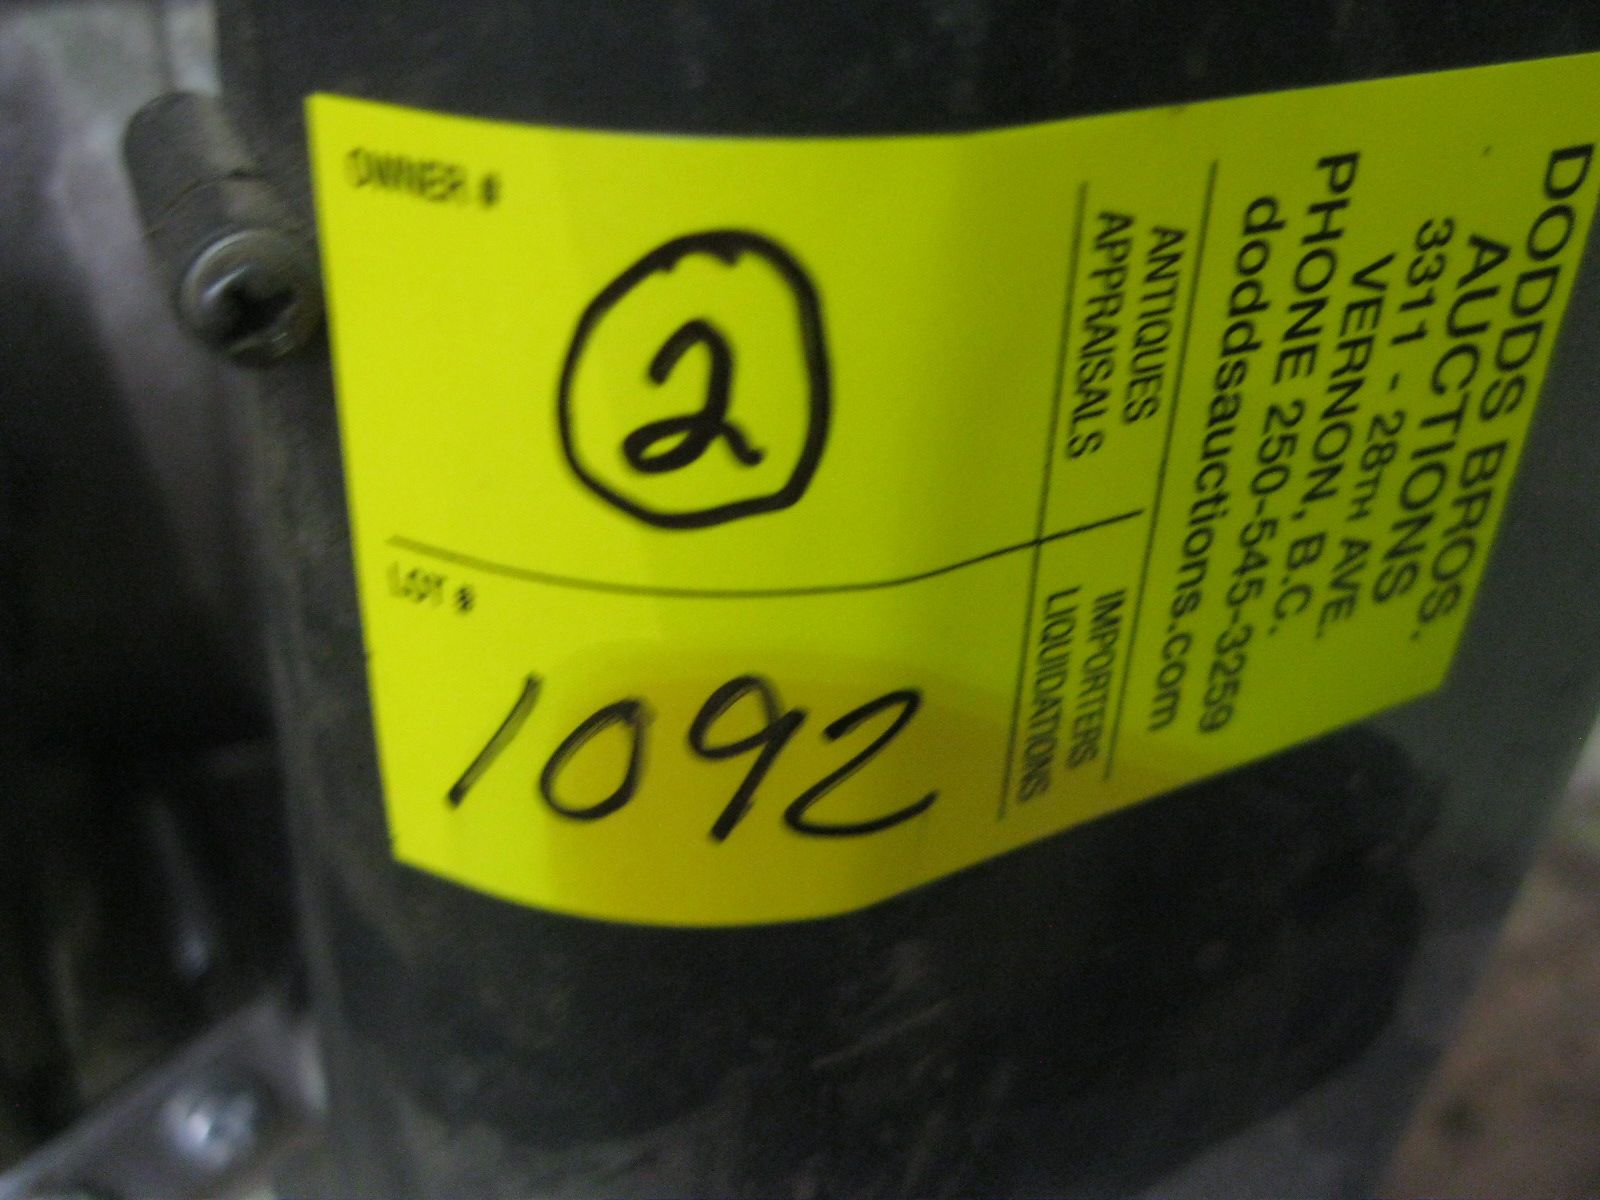 DODDS BROS.
AUCTIONS
3311 - 28TH AVE.
VERNON, B.C.
PHONE 250-545-3259
doddsauctions.com
ANTIQUES
APPRAISALS
IMPORTERS
LIQUIDATIONS
OWNER #
2
LOT #
1092